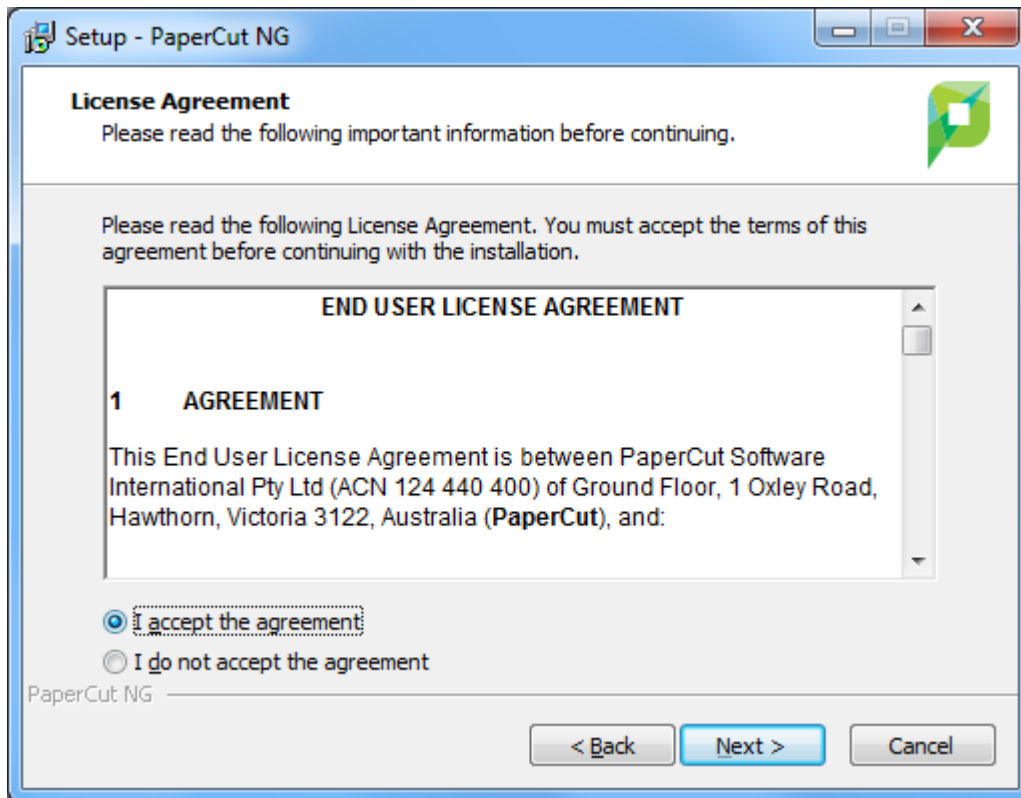 Setup - PaperCut NG
License Agreement
Please read the following important information before continuing.
Please read the following License Agreement. You must accept the terms of this
agreement before continuing with the installation.
END USER LICENSE AGREEMENT
1 AGREEMENT
This End User License Agreement is between PaperCut Software
International Pty Ltd (ACN 124 440 400) of Ground Floor, 1 Oxley Road,
Hawthorn, Victoria 3122, Australia (PaperCut), and:
I accept the agreement
I do not accept the agreement
PaperCut NG
< Back Next > Cancel